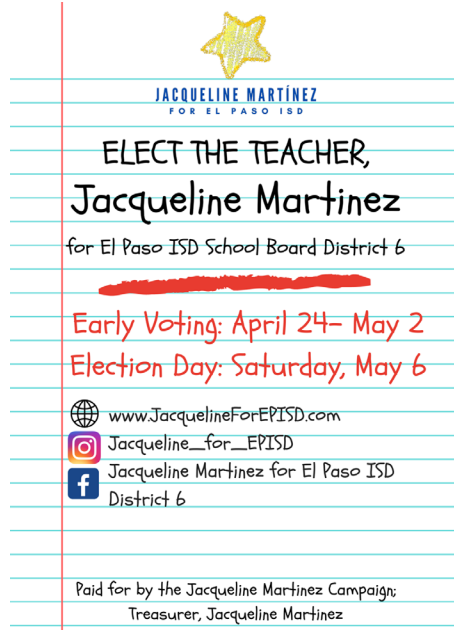 JACQUELINE MARTÍNEZ
FOR EL PASO ISD
ELECT THE TEACHER,
Jacqueline Martinez
for El Paso ISD School Board District 6
Early Voting: April 24- May 2
Election Day: Saturday, May 6
www.JacquelineForEPISD.com
Jacqueline_for_EPISD
Jacqueline Martinez for El Paso ISD
District 6
Paid for by the Jacqueline Martinez Campaign;
Treasurer, Jacqueline Martinez